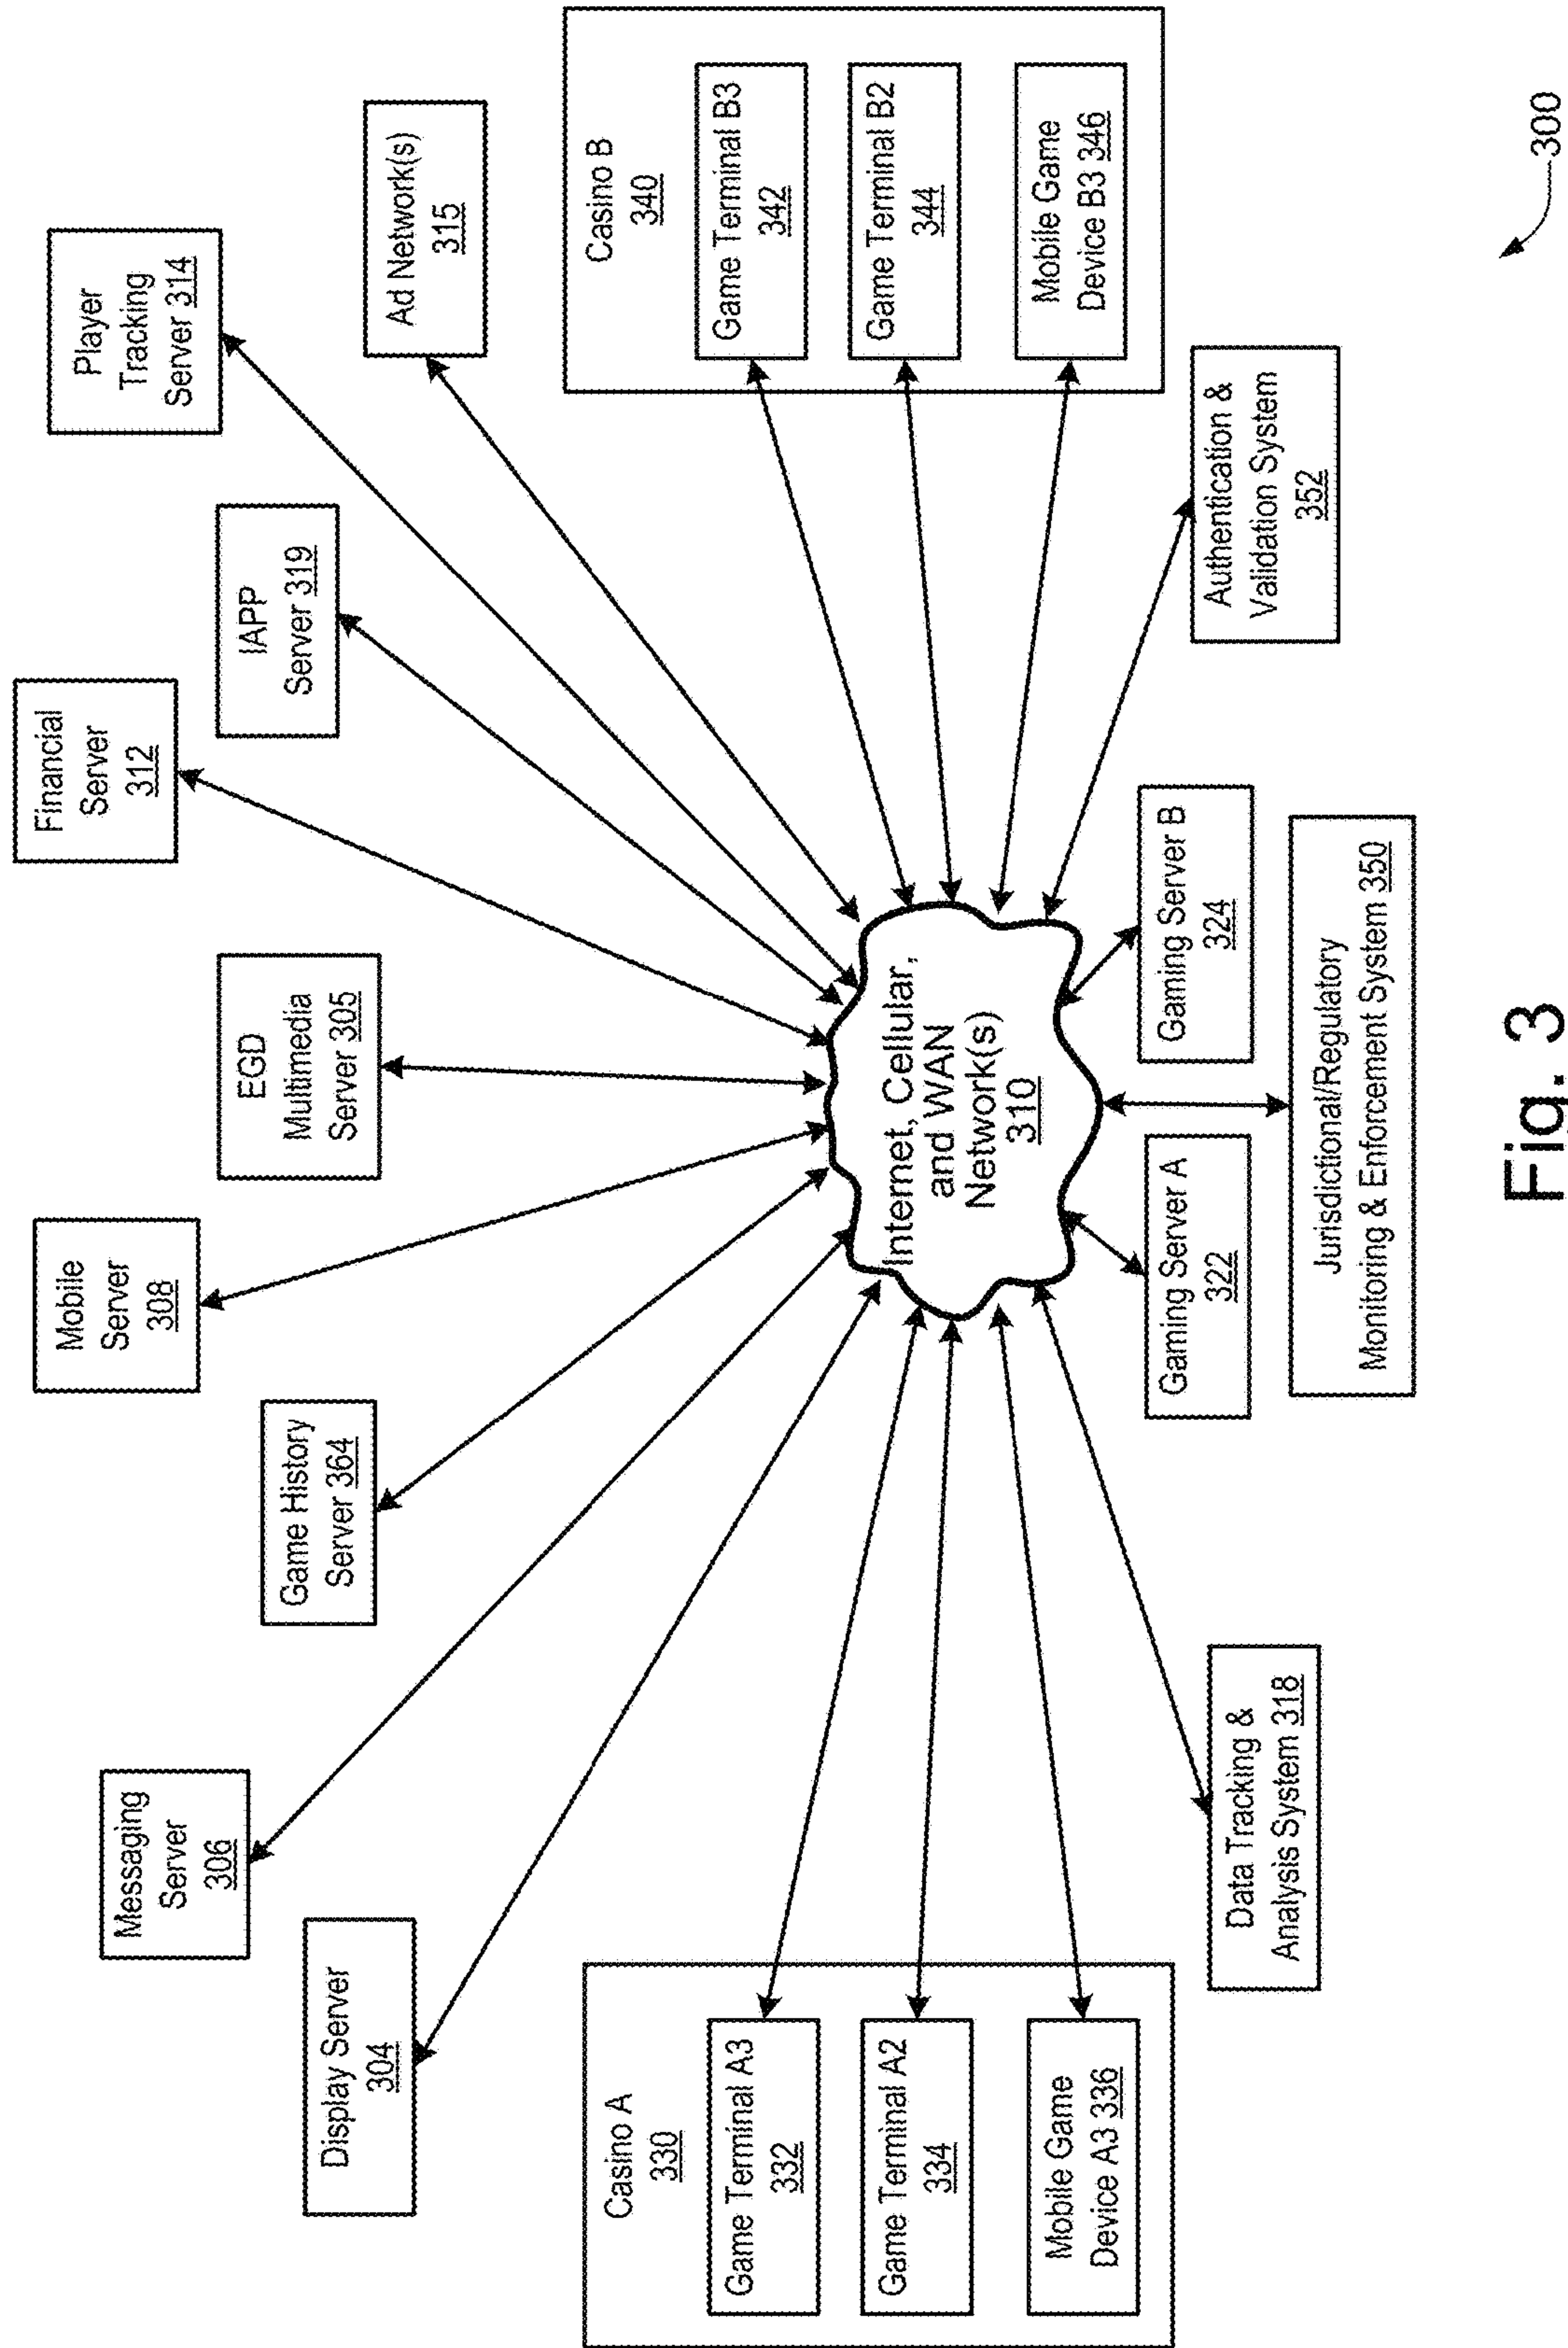 Financial
Server
312
Mobile
Server
308
Player
Tracking
Server 314
Messaging
Server
306
EGD
Multimedia
Server 305
IAPP
Server 319
Game History
Server 364
Display Server
304
Ad Network(s)
315
Casino A
330
Game Terminal A3
332
Game Terminal A2
334
Mobile Game
Device A3 336
Internet, Cellular,
and WAN
Network(s)
310
Casino B
340
Game Terminal B3
342
Game Terminal B2
344
Mobile Game
Device B3 346
Gaming Server A
322
Gaming Server B
324
Data Tracking &
Analysis System 318
Authentication &
Validation System
352
Jurisdictional/Regulatory
Monitoring & Enforcement System 350
Fig. 3
300